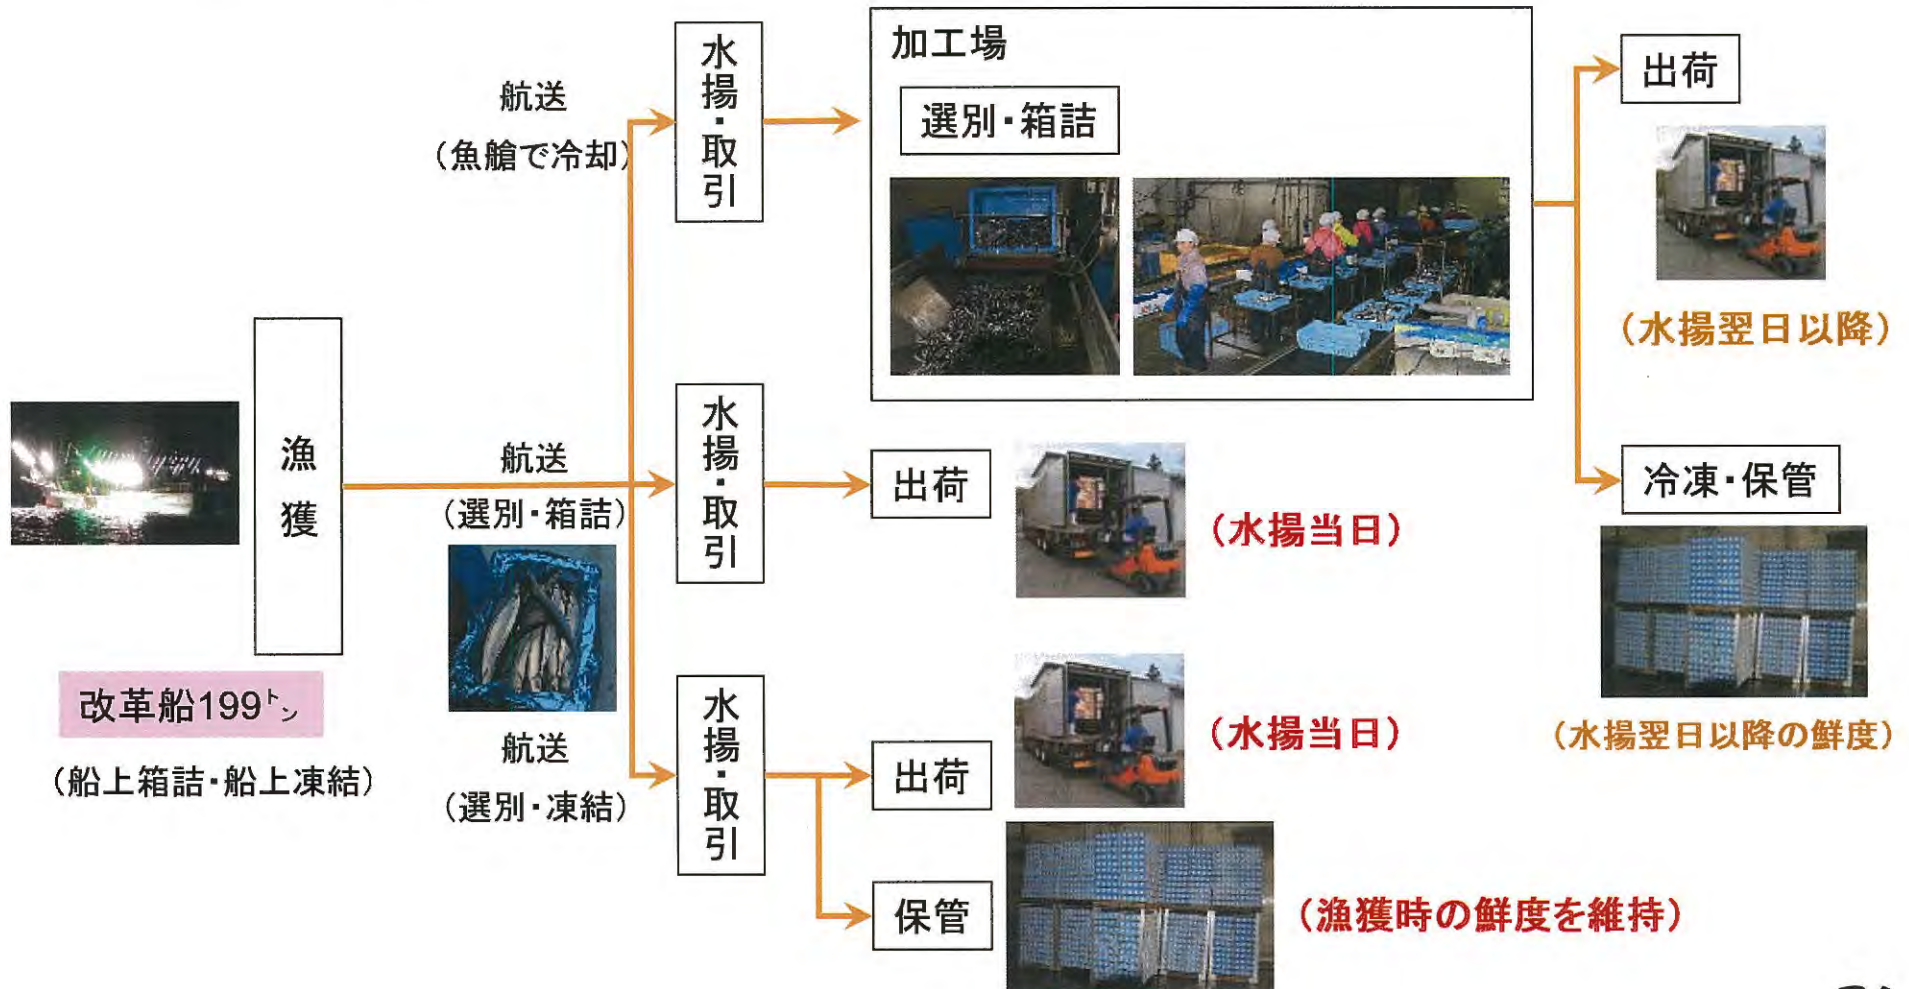 加工場
選別・箱詰
出荷
(水揚翌日以降)
冷凍・保管
(水揚翌日以降の鮮度)
航送
(魚艙で冷却)
水揚・取引
漁獲
改革船199トン
(船上箱詰・船上凍結)
航送
(選別・箱詰)
水揚・取引
出荷
(水揚当日)
航送
(選別・凍結)
水揚・取引
出荷
(水揚当日)
保管
(漁獲時の鮮度を維持)